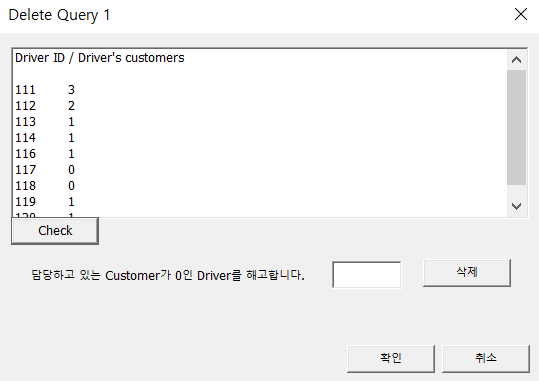 Delete Query 1
Driver ID / Driver's customers
111 3
112 2
113 1
114 1
116 1
117 0
118 0
119 1
120 1
Check
담당하고 있는 Customer가 0인 Driver를 해고합니다.
삭제
확인
취소